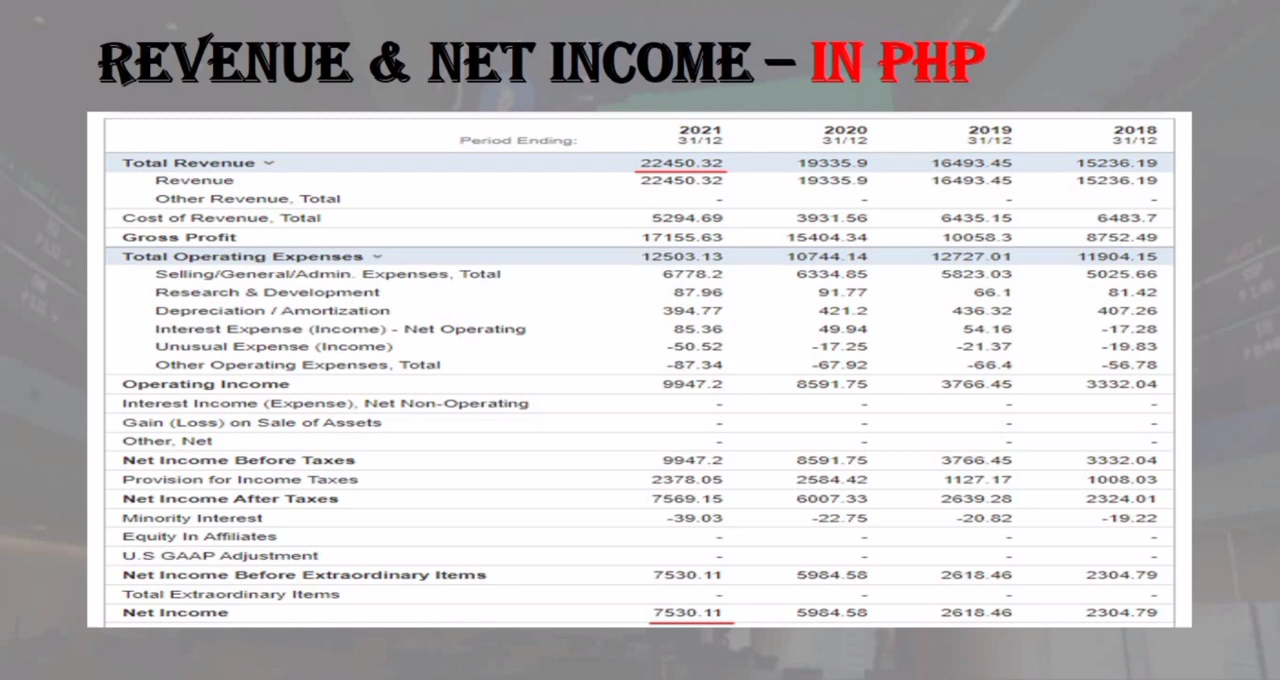 REVENUE & NET INCOME – IN PHP
Period Ending: 2021 31/12 2020 31/12 2019 31/12 2018 31/12
Total Revenue 22450.32 19335.9 16493.45 15236.19
Revenue 22450.32 19335.9 16493.45 15236.19
Other Revenue, Total - - - -
Cost of Revenue, Total 5294.69 3931.56 6435.15 6483.7
Gross Profit 17155.63 15404.34 10058.3 8752.49
Total Operating Expenses 12503.13 10744.14 12727.01 11904.15
Selling/General/Admin. Expenses, Total 6778.2 6334.85 5823.03 5025.66
Research & Development 87.96 91.77 66.1 81.42
Depreciation / Amortization 394.77 421.2 436.32 407.26
Interest Expense (Income) - Net Operating 85.36 49.94 54.16 -17.28
Unusual Expense (Income) -50.52 -17.25 -21.37 -19.83
Other Operating Expenses, Total -87.34 -67.92 -66.4 -56.78
Operating Income 9947.2 8591.75 3766.45 3332.04
Interest Income (Expense), Net Non-Operating - - - -
Gain (Loss) on Sale of Assets - - - -
Other, Net - - - -
Net Income Before Taxes 9947.2 8591.75 3766.45 3332.04
Provision for Income Taxes 2378.05 2584.42 1127.17 1008.03
Net Income After Taxes 7569.15 6007.33 2639.28 2324.01
Minority Interest -39.03 -22.75 -20.82 -19.22
Equity In Affiliates - - - -
U.S GAAP Adjustment - - - -
Net Income Before Extraordinary Items 7530.11 5984.58 2618.46 2304.79
Total Extraordinary Items - - - -
Net Income 7530.11 5984.58 2618.46 2304.79